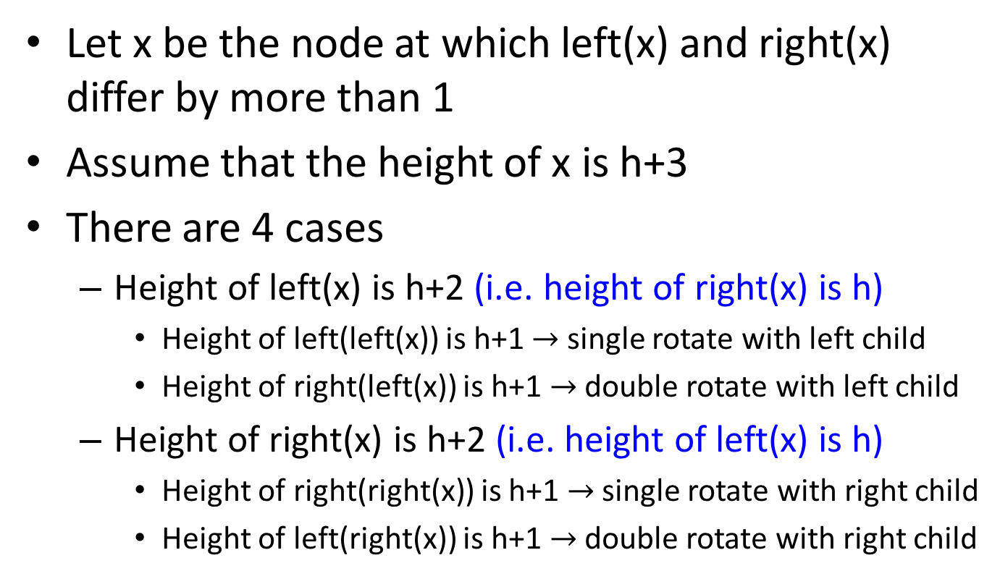 • Let x be the node at which left(x) and right(x)
differ by more than 1
• Assume that the height of x is h+3
• There are 4 cases
– Height of left(x) is h+2 (i.e. height of right(x) is h)
• Height of left(left(x)) is h+1 → single rotate with left child
• Height of right(left(x)) is h+1 → double rotate with left child
– Height of right(x) is h+2 (i.e. height of left(x) is h)
• Height of right(right(x)) is h+1 → single rotate with right child
• Height of left(right(x)) is h+1 → double rotate with right child